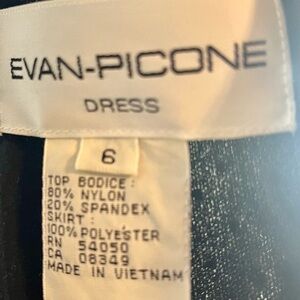 EVAN-PICONE
DRESS
6
TOP BODICE:
80% NYLON
20% SPANDEX
SKIRT:
100% POLYESTER
RN 54050
CA 08349
MADE IN VIETNAM